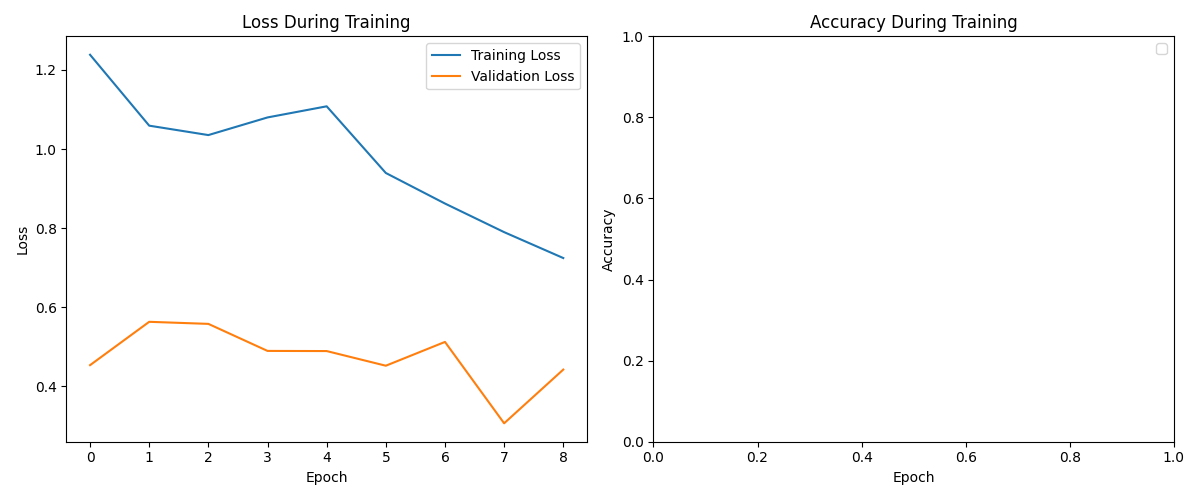 Loss During Training
Training Loss
Validation Loss
1.2
1.0
0.8
0.6
0.4
Loss
0 1 2 3 4 5 6 7 8
Epoch
Accuracy During Training
1.0
0.8
0.6
0.4
0.2
0.0
Accuracy
0.0 0.2 0.4 0.6 0.8 1.0
Epoch